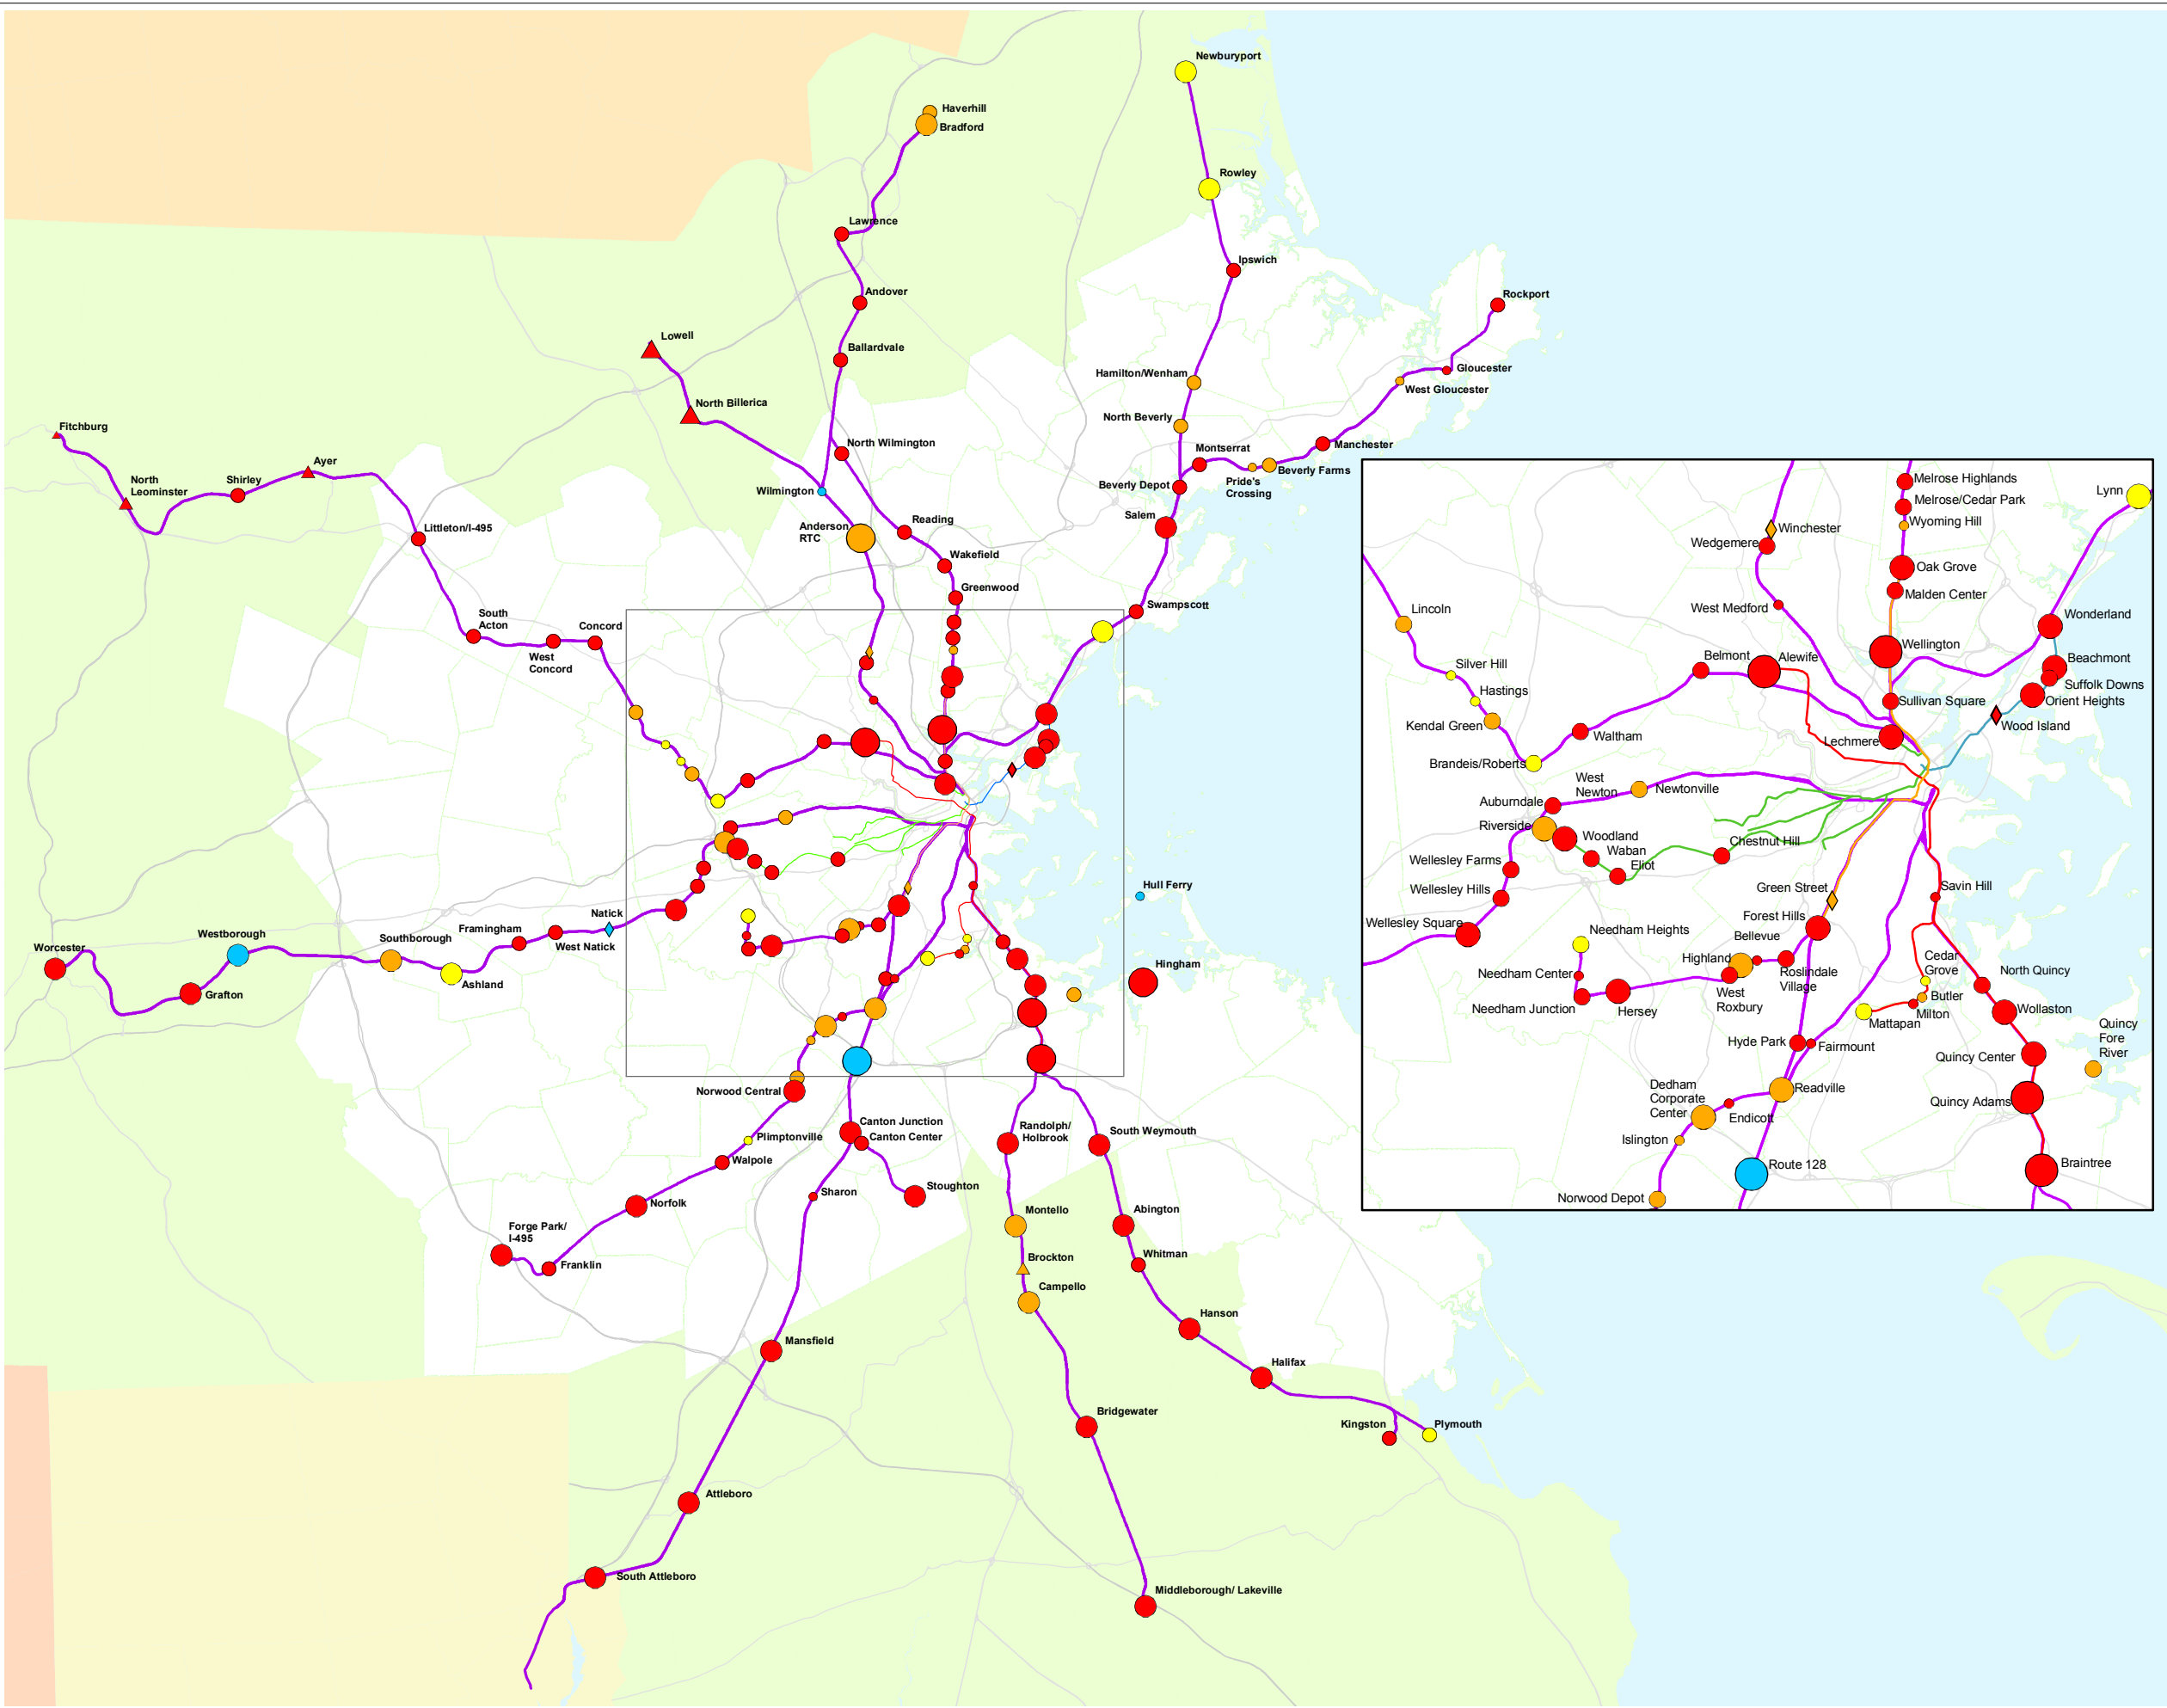 Newburyport
Haverhill
Bradford
Rowley
Lawrence
Ipswich
Andover
Rockport
Lowell
Ballardvale
Hamilton/Wenham
Gloucester
West Gloucester
North Billerica
North Beverly
Fitchburg
North Wilmington
Montserrat
Manchester
Ayer
Beverly Farms
North
Leominster
Shirley
Wilmington
Beverly Depot
Pride's
Crossing
Littleton/I-495
Anderson
RTC
Reading
Salem
Wakefield
Greenwood
South
Acton
West
Concord
Concord
Swampscott
Hull Ferry
Natick
Westborough
Southborough
Framingham
West Natick
Worcester
Grafton
Ashland
Hingham
Norwood Central
Canton Junction
Canton Center
Randolph/
Holbrook
South Weymouth
Plimptonville
Walpole
Sharon
Stoughton
Norfolk
Montello
Abington
Forge Park/
I-495
Franklin
Brockton
Whitman
Campello
Hanson
Mansfield
Halifax
Bridgewater
Kingston
Plymouth
Attleboro
South Attleboro
Middleborough/ Lakeville
Melrose Highlands
Lynn
Melrose/Cedar Park
Wyoming Hill
Winchester
Wedgemere
Oak Grove
Malden Center
Lincoln
West Medford
Wonderland
Wellington
Silver Hill
Belmont
Alewife
Beachmont
Suffolk Downs
Hastings
Sullivan Square
Orient Heights
Kendal Green
Waltham
Lechmere
Wood Island
Brandeis/Roberts
West
Newton
Newtonville
Auburndale
Riverside
Woodland
Waban
Eliot
Chestnut Hill
Wellesley Farms
Wellesley Hills
Green Street
Savin Hill
Wellesley Square
Forest Hills
Needham Heights
Bellevue
Highland
Roslindale
Village
Cedar
Grove
Needham Center
North Quincy
West
Roxbury
Butler
Needham Junction
Hersey
Milton
Mattapan
Wollaston
Quincy
Fore
River
Hyde Park
Fairmount
Quincy Center
Dedham
Corporate
Center
Readville
Endicott
Quincy Adams
Islington
Route 128
Braintree
Norwood Depot